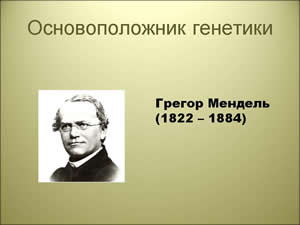 Основоположник генетики
Грегор Мендель
(1822 – 1884)